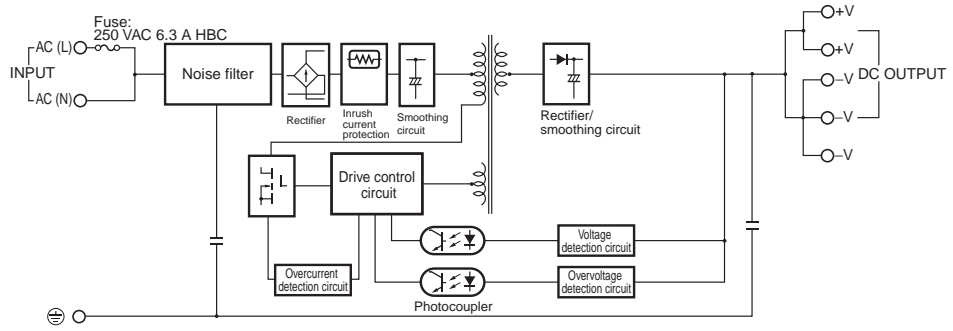 Fuse:
250 VAC 6.3 A HBC
AC (L)
INPUT
AC (N)
Noise filter
Rectifier
Inrush
current
protection
Smoothing
circuit
Rectifier/
smoothing circuit
+V
+V
DC OUTPUT
−V
−V
−V
Drive control
circuit
Voltage
detection circuit
Overcurrent
detection circuit
Overvoltage
detection circuit
Photocoupler